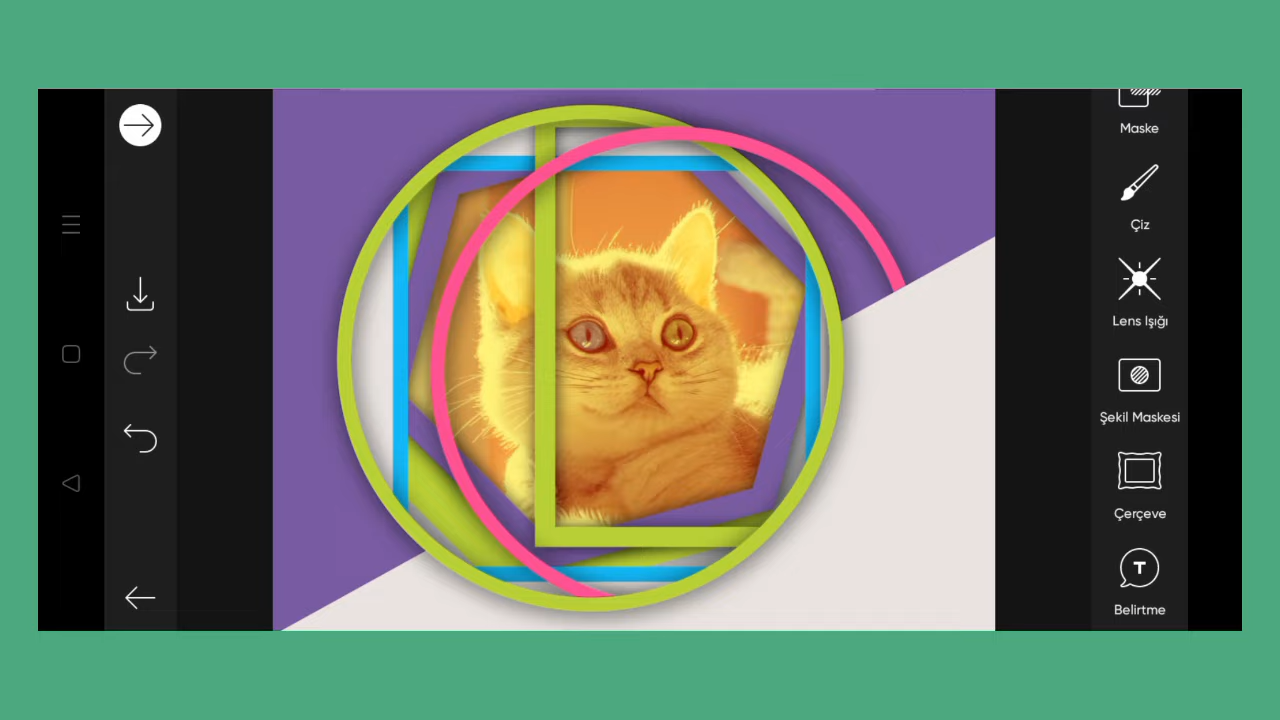 Maske
Çiz
Lens Işığı
Şekil Maskesi
Çerçeve
T
Belirtme